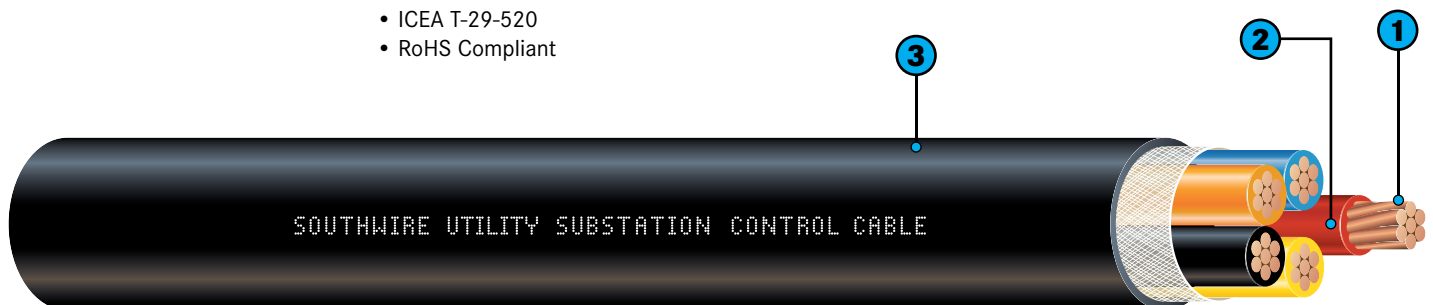 • ICEA T-29-520
• RoHS Compliant
3
2
1
SOUTHWIRE UTILITY SUBSTATION CONTROL CABLE